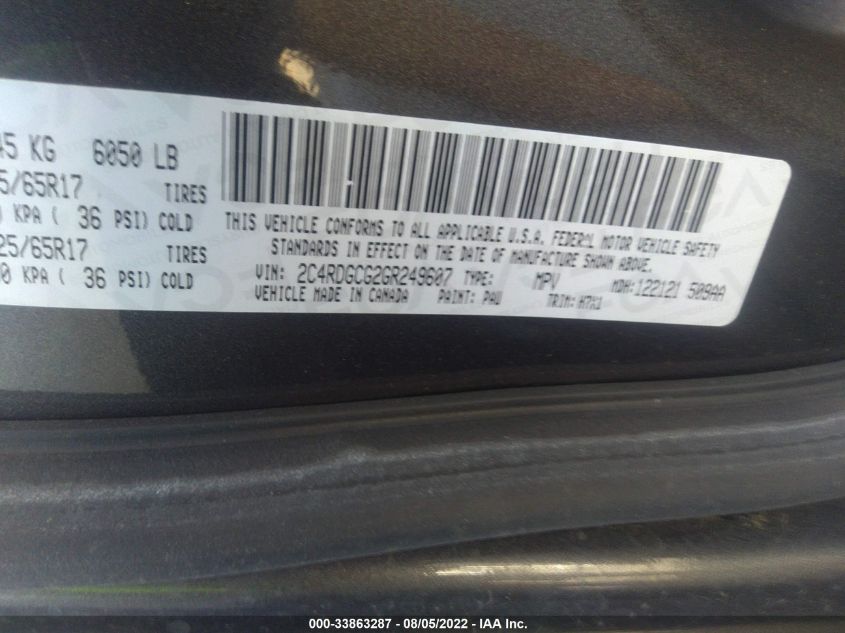 45 KG 6050 LB
5/65R17 TIRES
KPA ( 36 PSI) COLD
25/65R17 TIRES
0 KPA ( 36 PSI) COLD
THIS VEHICLE CONFORMS TO ALL APPLICABLE U.S.A. FEDERAL MOTOR VEHICLE SAFETY
STANDARDS IN EFFECT ON THE DATE OF MANUFACTURE SHOWN ABOVE.
VIN: 2C4RDGCG2GR249607 TYPE: MPV MDH:122121 509AA
VEHICLE MADE IN CANADA PAINT: PAU TRIM: H7X1
000-33863287 - 08/05/2022 - IAA Inc.